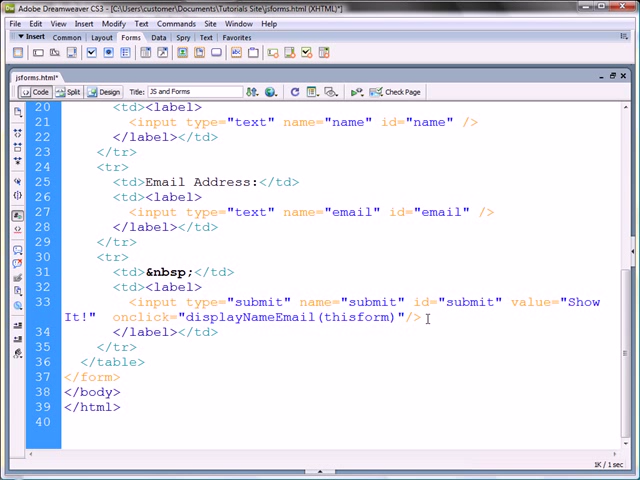 Adobe Dreamweaver CS3 - [C:\Users\customer\Documents\Tutorials Site\jsforms.html (XHTML)*]
File Edit View Insert Modify Text Commands Site Window Help
Insert Common Layout Forms Data Spry Text Favorites
jsforms.html*
Code Split Design Title: JS and Forms Check Page
20 <td><label>
21 <input type="text" name="name" id="name" />
22 </label></td>
23 </tr>
24 <tr>
25 <td>Email Address:</td>
26 <td><label>
27 <input type="text" name="email" id="email" />
28 </label></td>
29 </tr>
30 <tr>
31 <td>&nbsp;</td>
32 <td><label>
33 <input type="submit" name="submit" id="submit" value="Show
It!" onclick="displayNameEmail(thisform)"/>
34 </label></td>
35 </tr>
36 </table>
37 </form>
38 </body>
39 </html>
40
1K / 1 sec